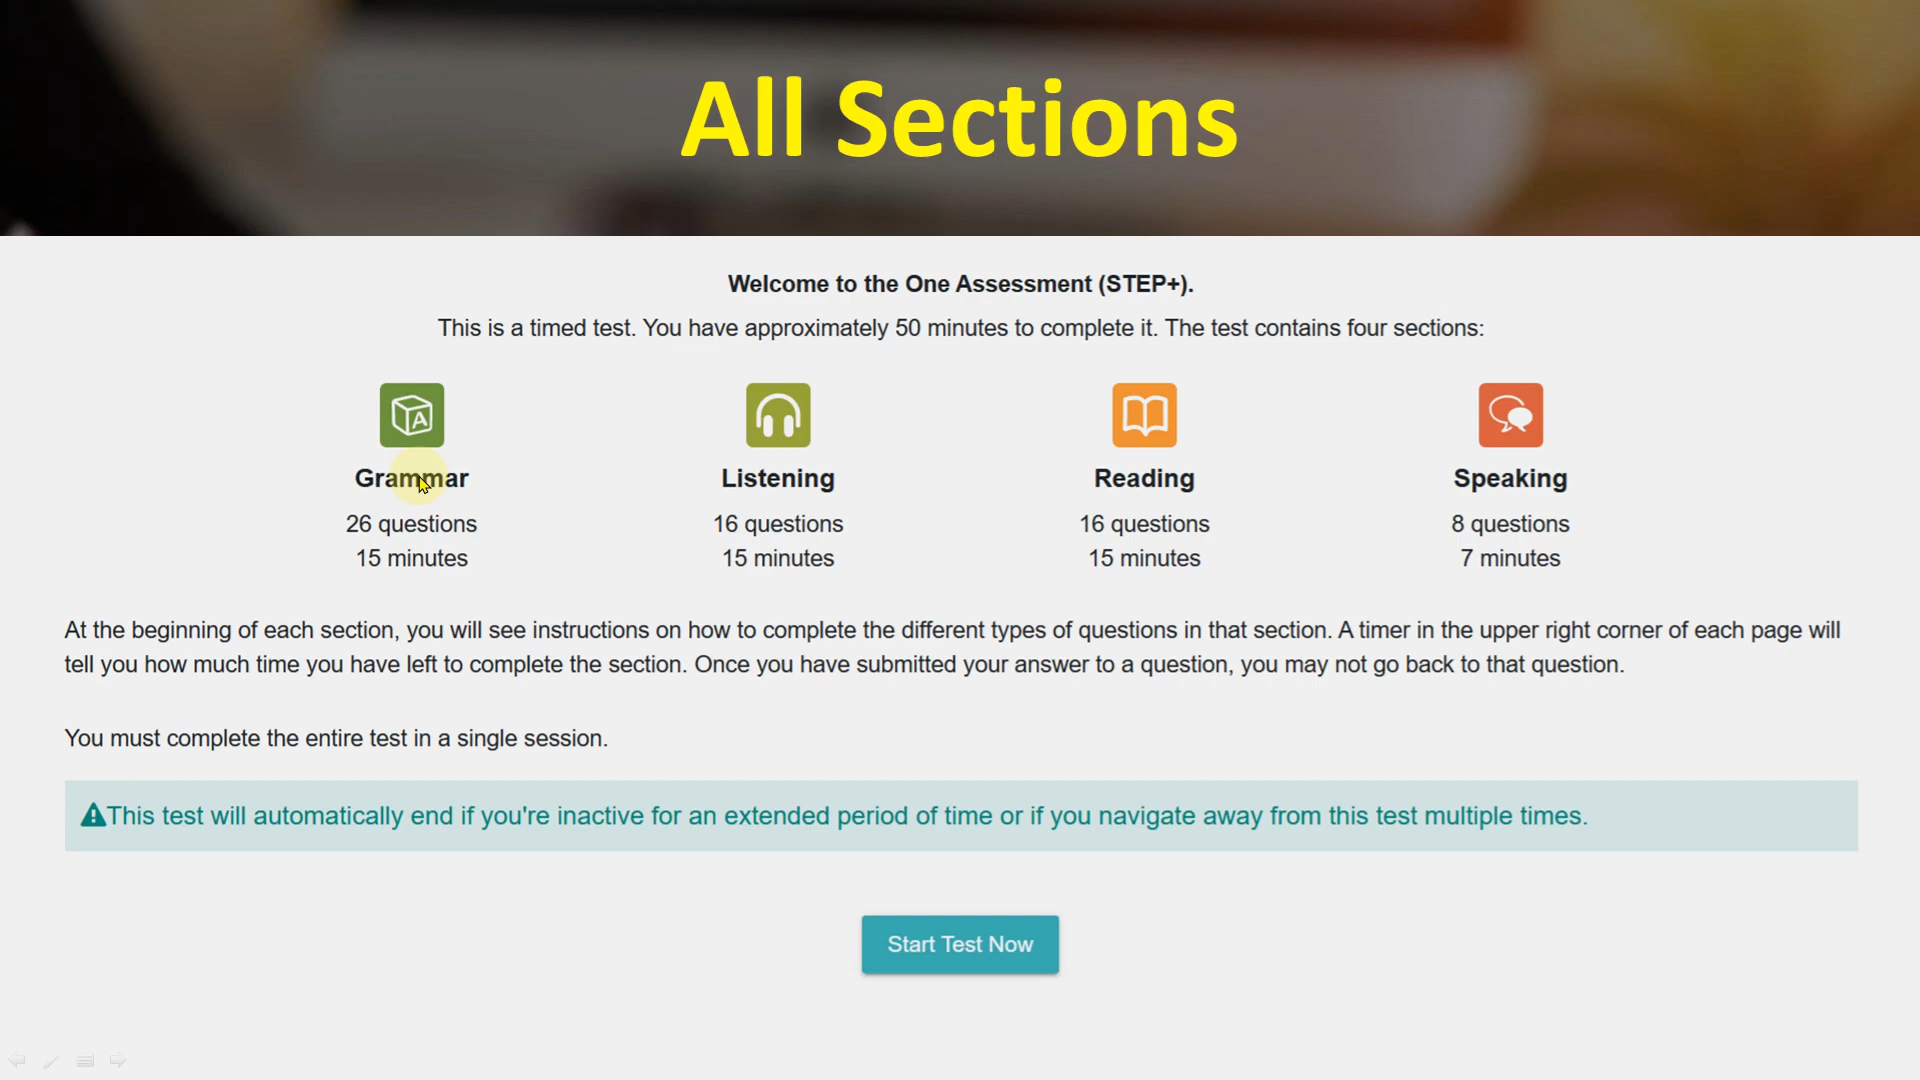 All Sections
Welcome to the One Assessment (STEP+).
This is a timed test. You have approximately 50 minutes to complete it. The test contains four sections:
A
Grammar
26 questions
15 minutes
Listening
16 questions
15 minutes
Reading
16 questions
15 minutes
Speaking
8 questions
7 minutes
At the beginning of each section, you will see instructions on how to complete the different types of questions in that section. A timer in the upper right corner of each page will
tell you how much time you have left to complete the section. Once you have submitted your answer to a question, you may not go back to that question.
You must complete the entire test in a single session.
This test will automatically end if you're inactive for an extended period of time or if you navigate away from this test multiple times.
Start Test Now